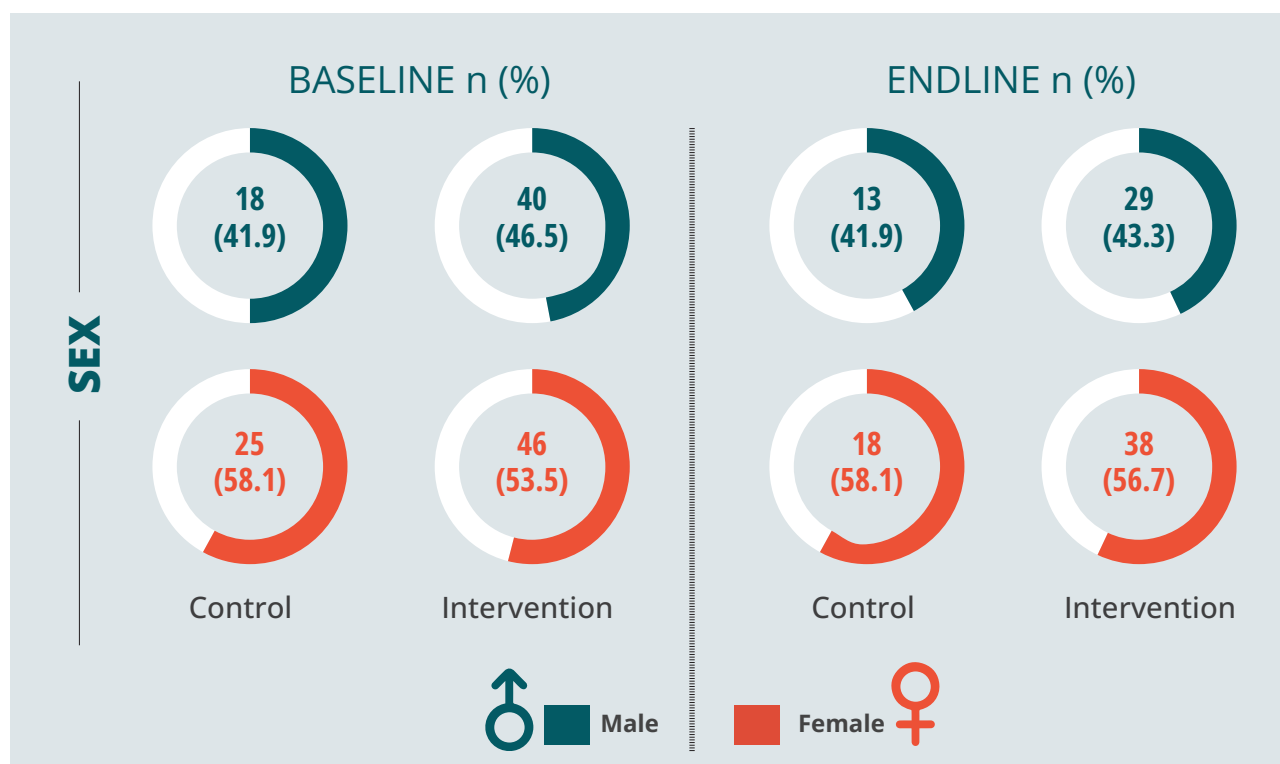 BASELINE n (%)
ENDLINE n (%)
SEX
18
(41.9)
40
(46.5)
13
(41.9)
29
(43.3)
25
(58.1)
46
(53.5)
18
(58.1)
38
(56.7)
Control
Intervention
Control
Intervention
Male
Female